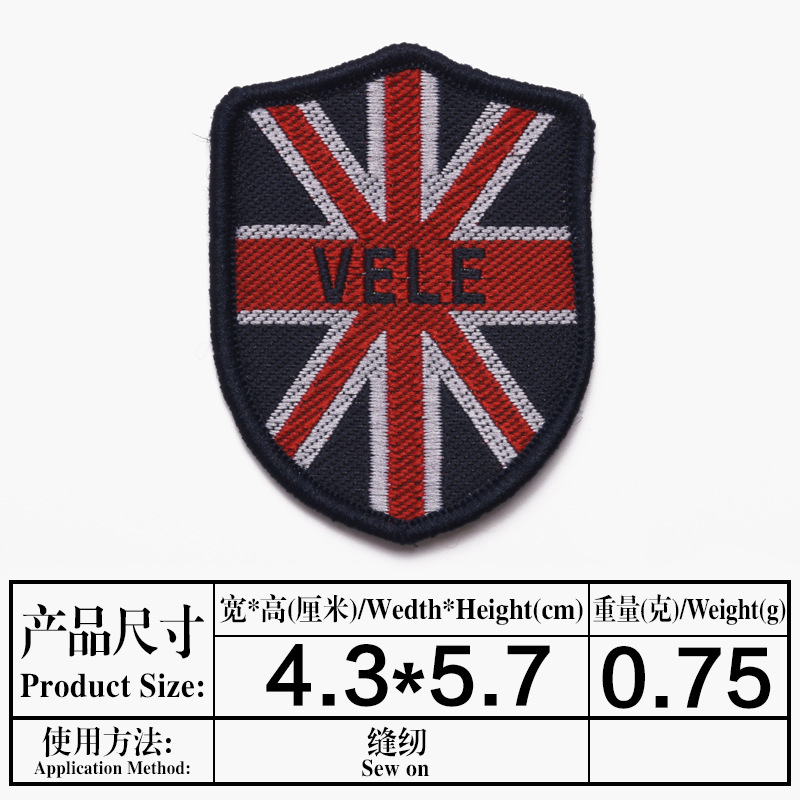 VELE
产品尺寸
Product Size:
宽*高(厘米)/Wedth*Height(cm)
重量(克)/Weight(g)
4.3*5.7
0.75
使用方法:
Application Method:
缝纫
Sew on